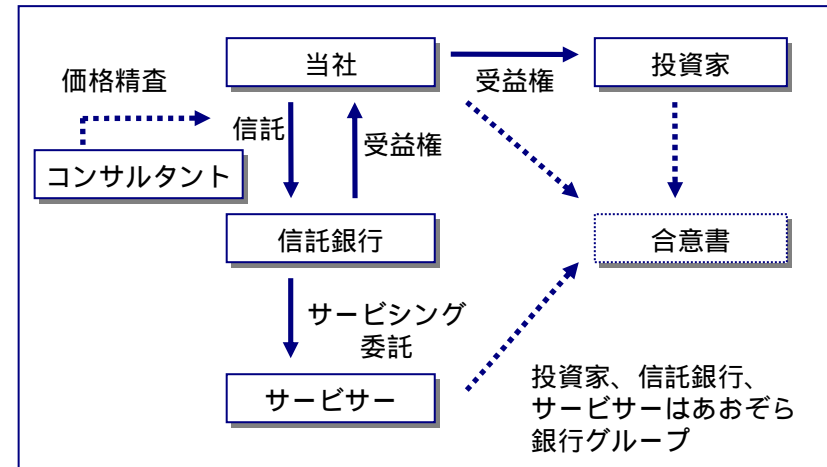 当社
投資家
価格精査
受益権
信託
受益権
コンサルタント
信託銀行
合意書
サービシング
委託
サービサー
投資家、信託銀行、
サービサーはあおぞら
銀行グループ